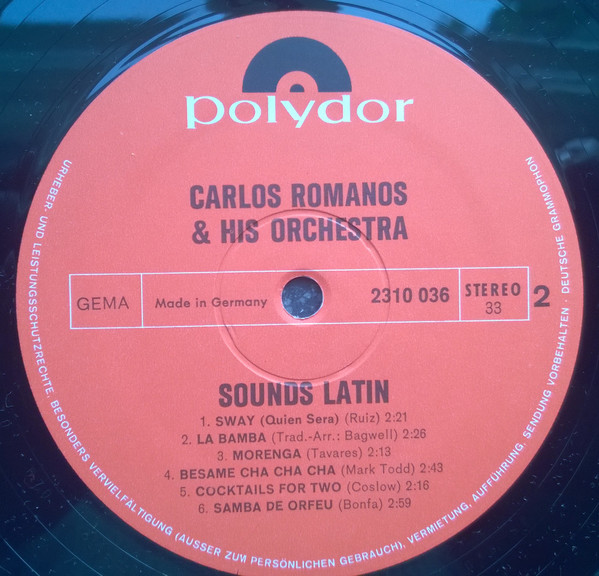 polydor
CARLOS ROMANOS
& HIS ORCHESTRA
GEMA
Made in Germany
2310 036
STEREO
33
2
SOUNDS LATIN
1. SWAY (Quien Sera) (Ruiz) 2:21
2. LA BAMBA (Trad.-Arr.: Bagwell) 2:26
3. MORENGA (Tavares) 2:13
4. BESAME CHA CHA CHA (Mark Todd) 2:43
5. COCKTAILS FOR TWO (Coslow) 2:16
6. SAMBA DE ORFEU (Bonfa) 2:59
URHEBER- UND LEISTUNGSSCHUTZRECHTE, BESONDERS VERVIELFÄLTIGUNG (AUSSER ZUM PERSÖNLICHEN GEBRAUCH), VERMIETUNG, AUFFÜHRUNG, SENDUNG VORBEHALTEN · DEUTSCHE GRAMMOPHON